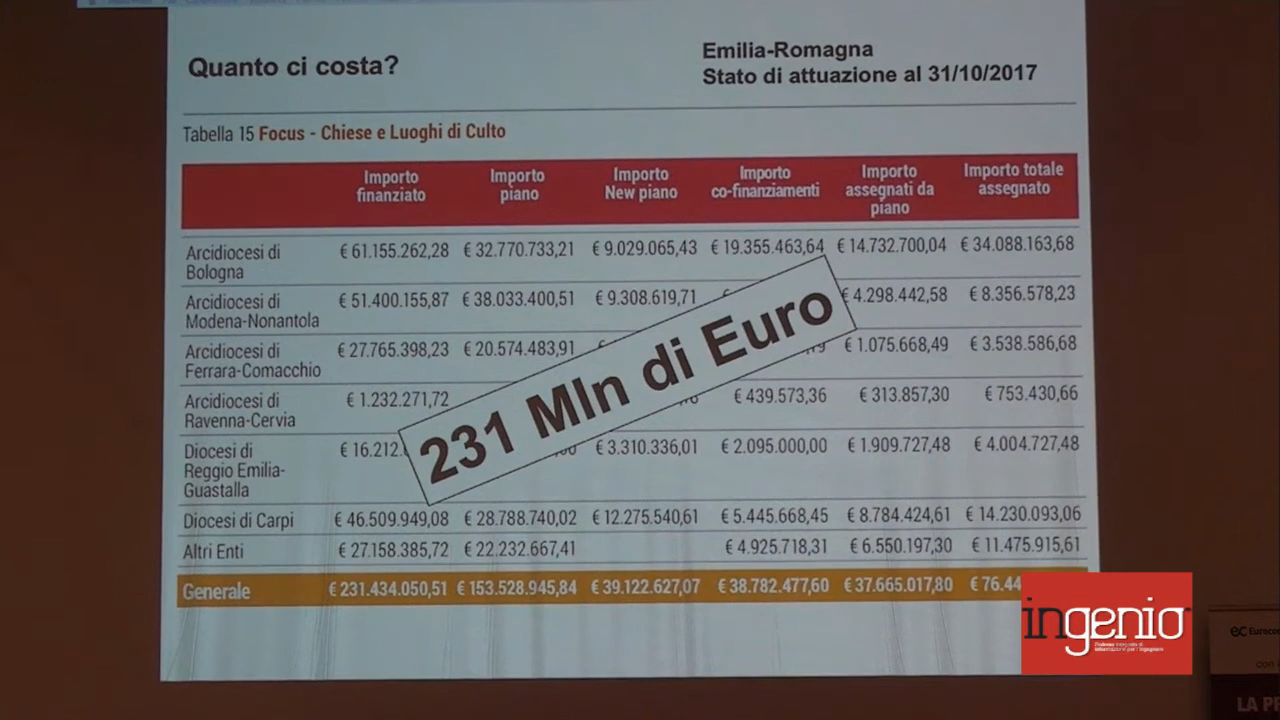 Quanto ci costa?
Emilia-Romagna
Stato di attuazione al 31/10/2017
Tabella 15 Focus - Chiese e Luoghi di Culto
Importo finanziato
Importo piano
Importo New piano
Importo co-finanziamenti
Importo assegnati da piano
Importo totale assegnato
Arcidiocesi di Bologna € 61.155.262,28 € 32.770.733,21 € 9.029.065,43 € 19.355.463,64 € 14.732.700,04 € 34.088.163,68
Arcidiocesi di Modena-Nonantola € 51.400.155,87 € 38.033.400,51 € 9.308.619,71 € 4.298.442,58 € 8.356.578,23
Arcidiocesi di Ferrara-Comacchio € 27.765.398,23 € 20.574.483,91 € 1.075.668,49 € 3.538.586,68
Arcidiocesi di Ravenna-Cervia € 1.232.271,72 € 439.573,36 € 313.857,30 € 753.430,66
Diocesi di Reggio Emilia-Guastalla € 16.212. € 3.310.336,01 € 2.095.000,00 € 1.909.727,48 € 4.004.727,48
Diocesi di Carpi € 46.509.949,08 € 28.788.740,02 € 12.275.540,61 € 5.445.668,45 € 8.784.424,61 € 14.230.093,06
Altri Enti € 27.158.385,72 € 22.232.667,41 € 4.925.718,31 € 6.550.197,30 € 11.475.915,61
Generale € 231.434.050,51 € 153.528.945,84 € 39.122.627,07 € 38.782.477,60 € 37.665.017,80 € 76.44
231 Mln di Euro
ingenio
ec Euroco
con
LA P